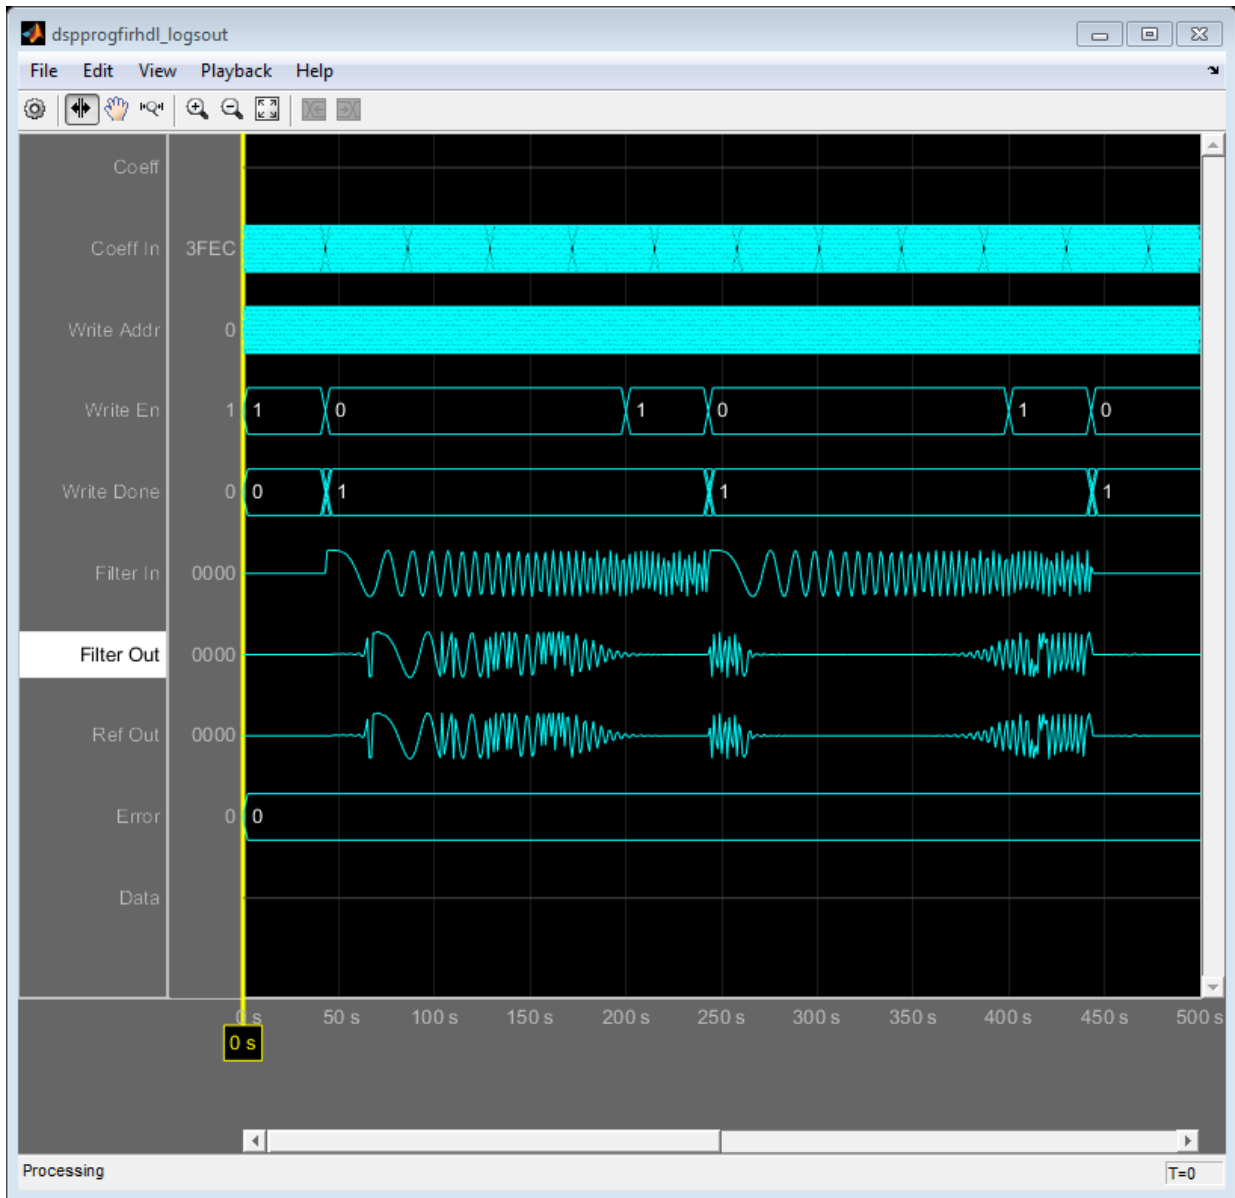 dspprogfirhdl_logsout
File Edit View Playback Help
Coeff
Coeff In 3FEC
Write Addr 0
Write En 1 1 0 1 0 1 0
Write Done 0 0 1 1 1
Filter In 0000
Filter Out 0000
Ref Out 0000
Error 0 0
Data
0 s 50 s 100 s 150 s 200 s 250 s 300 s 350 s 400 s 450 s 500 s
0 s
Processing T=0